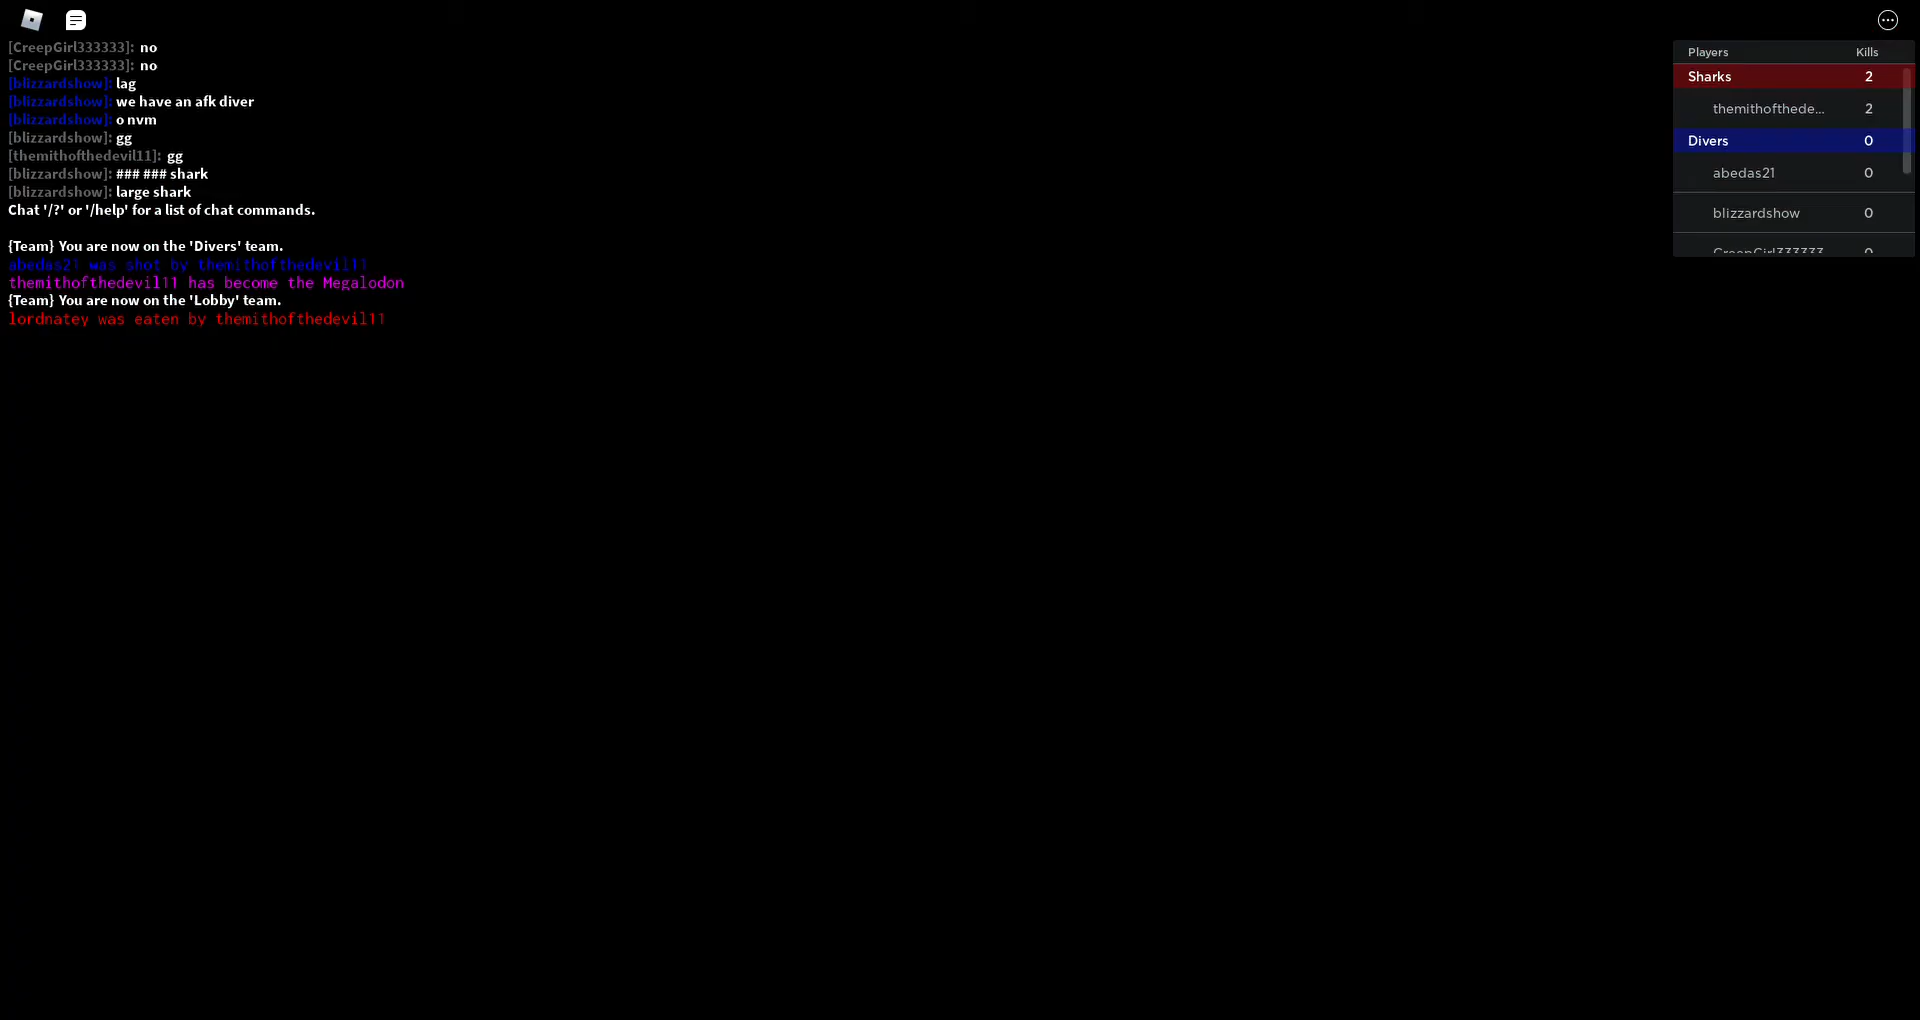 [CreepGirl333333]: no
[CreepGirl333333]: no
[blizzardshow]: lag
[blizzardshow]: we have an afk diver
[blizzardshow]: o nvm
[blizzardshow]: gg
[themithofthedevil11]: gg
[blizzardshow]: ### ### shark
[blizzardshow]: large shark
Chat '/?' or '/help' for a list of chat commands.
{Team} You are now on the 'Divers' team.
abedas21 was shot by themithofthedevil11
themithofthedevil11 has become the Megalodon
{Team} You are now on the 'Lobby' team.
lordnatey was eaten by themithofthedevil11
Players Kills
Sharks 2
themithofthede... 2
Divers 0
abedas21 0
blizzardshow 0
CreepGirl333333 0